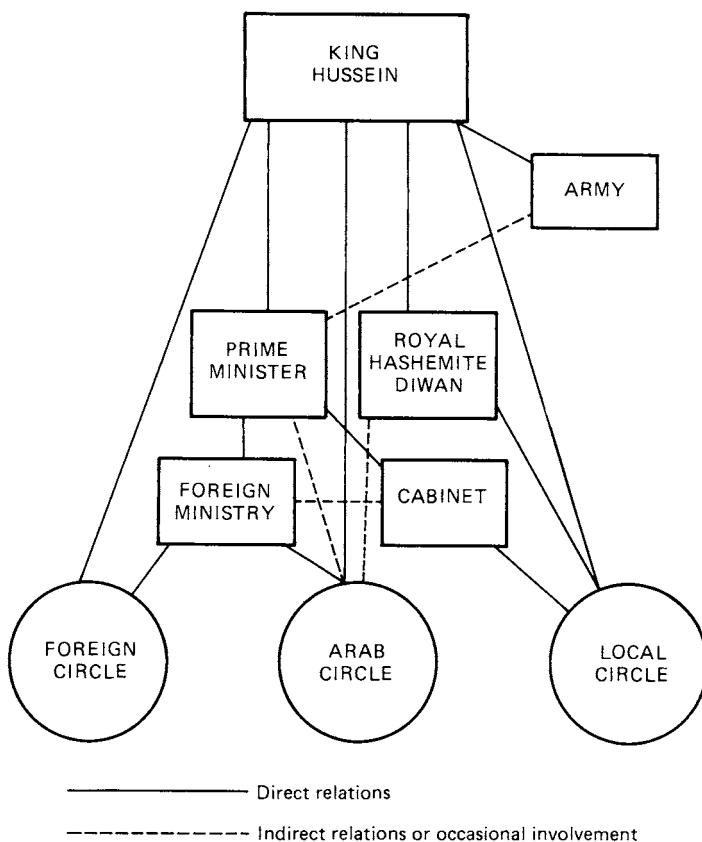 KING
HUSSEIN
ARMY
PRIME
MINISTER
ROYAL
HASHEMITE
DIWAN
FOREIGN
MINISTRY
CABINET
FOREIGN
CIRCLE
ARAB
CIRCLE
LOCAL
CIRCLE
Direct relations
Indirect relations or occasional involvement